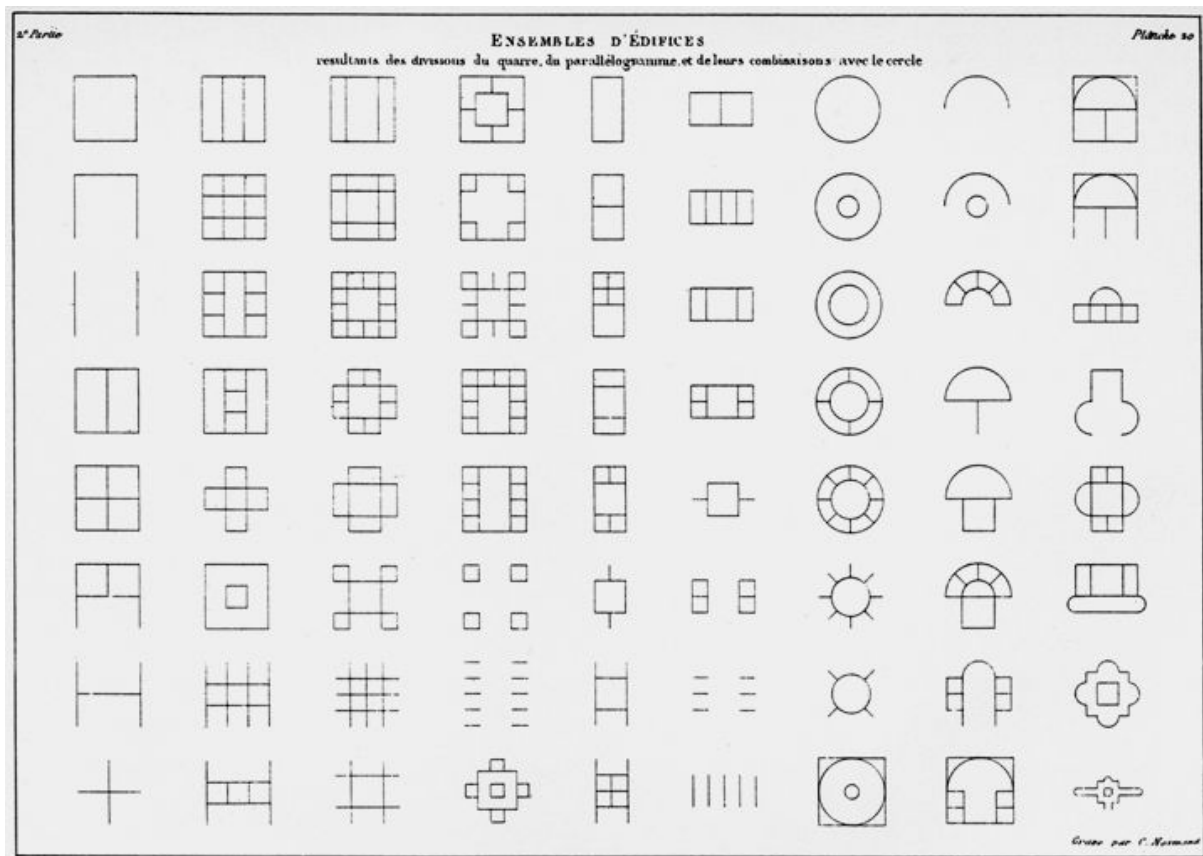 2e Partie
Planche 20
ENSEMBLES D'ÉDIFICES
resultants des divisions du quarré, du parallélogramme, et de leurs combinaisons avec le cercle
Gravé par C. Normand.